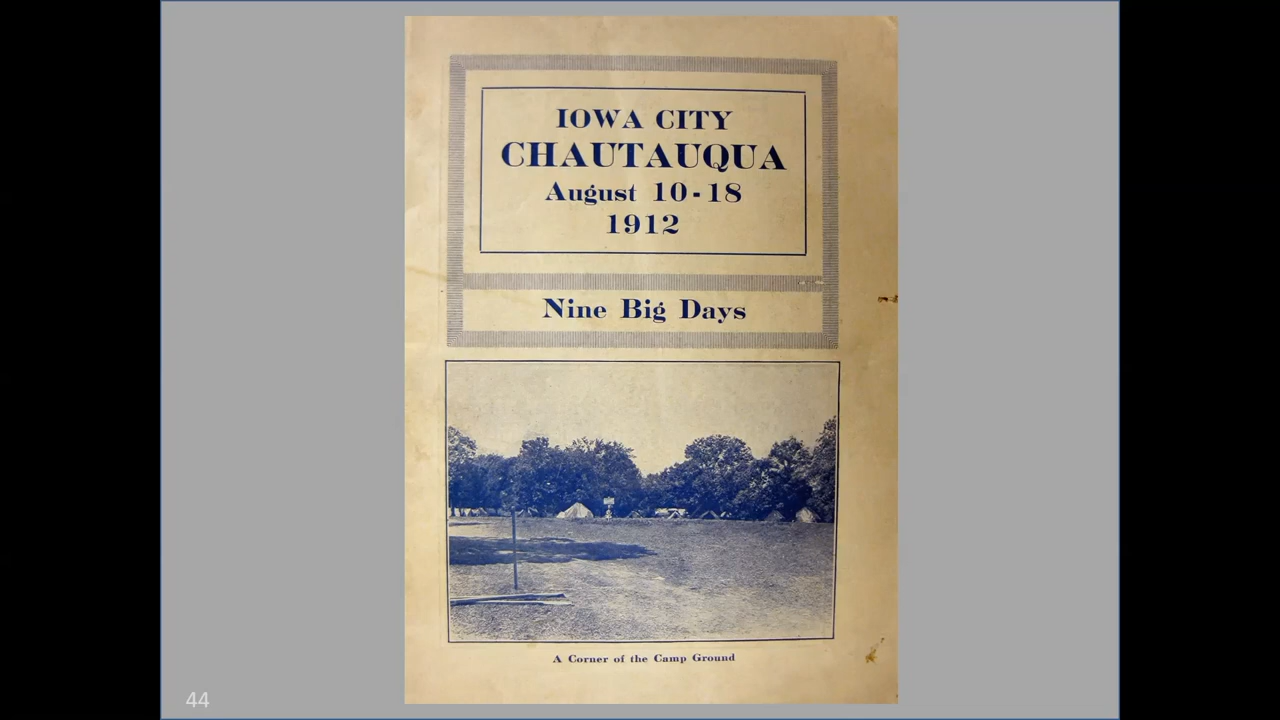 IOWA CITY
CHAUTAUQUA
August 10-18
1912
Nine Big Days
A Corner of the Camp Ground
44